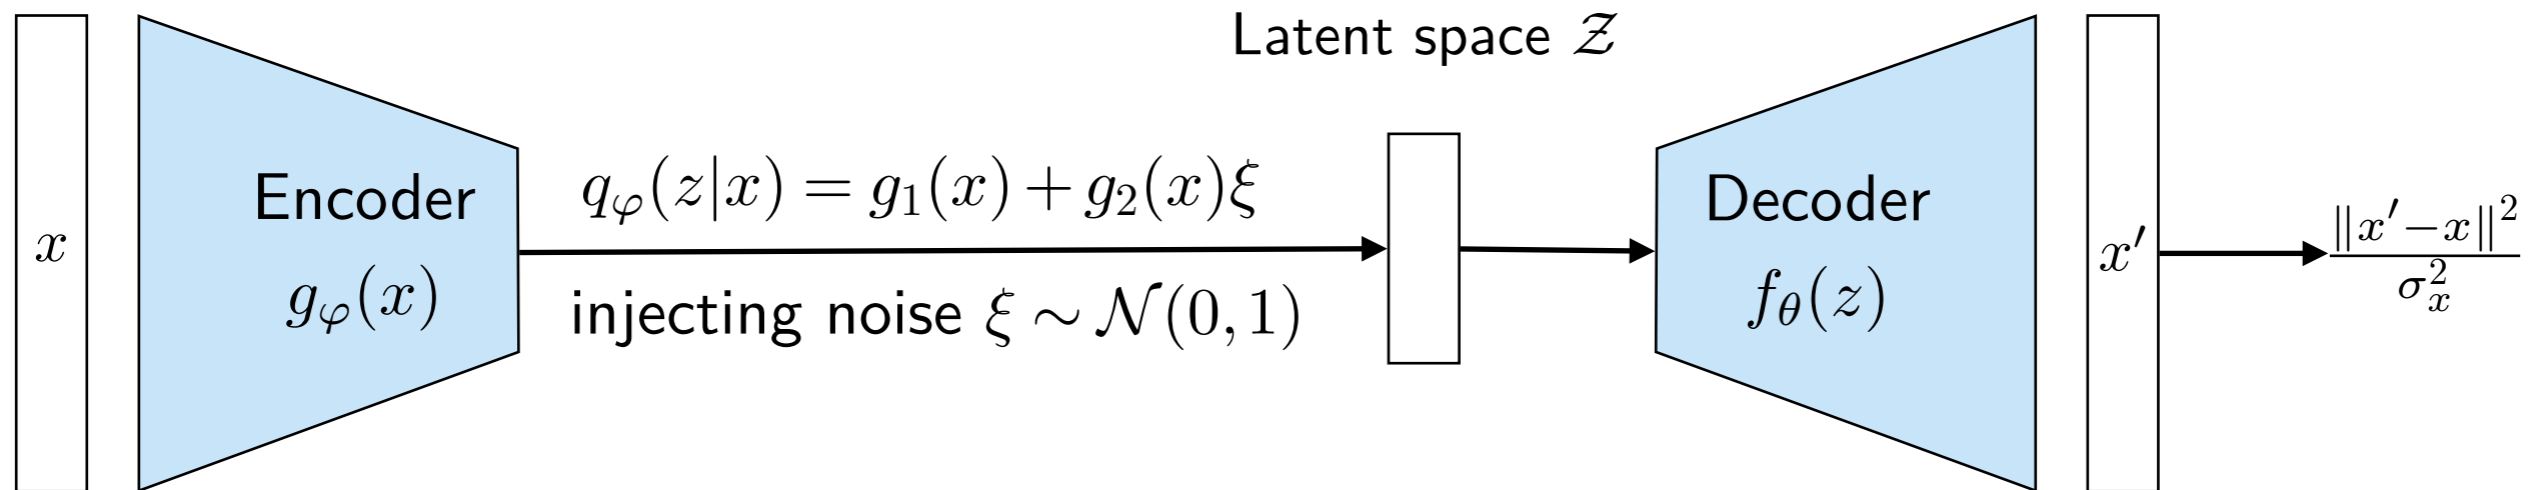 x
Encoder
g_φ(x)
q_φ(z|x) = g_1(x) + g_2(x)ξ
injecting noise ξ ∼ 𝒩(0, 1)
Latent space 𝒵
Decoder
f_θ(z)
x′
‖x′−x‖²
σ_x²